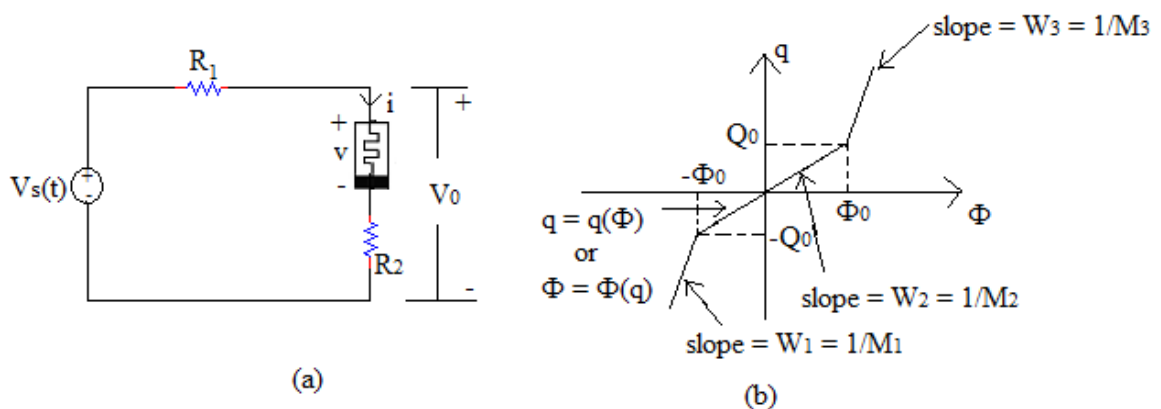 R1
+
i
+
v
-
Vs(t)
+
-
V0
R2
-
(a)
slope = W3 = 1/M3
q
Q0
-Φ0
Φ0
Φ
q = q(Φ)
or
Φ = Φ(q)
-Q0
slope = W2 = 1/M2
slope = W1 = 1/M1
(b)